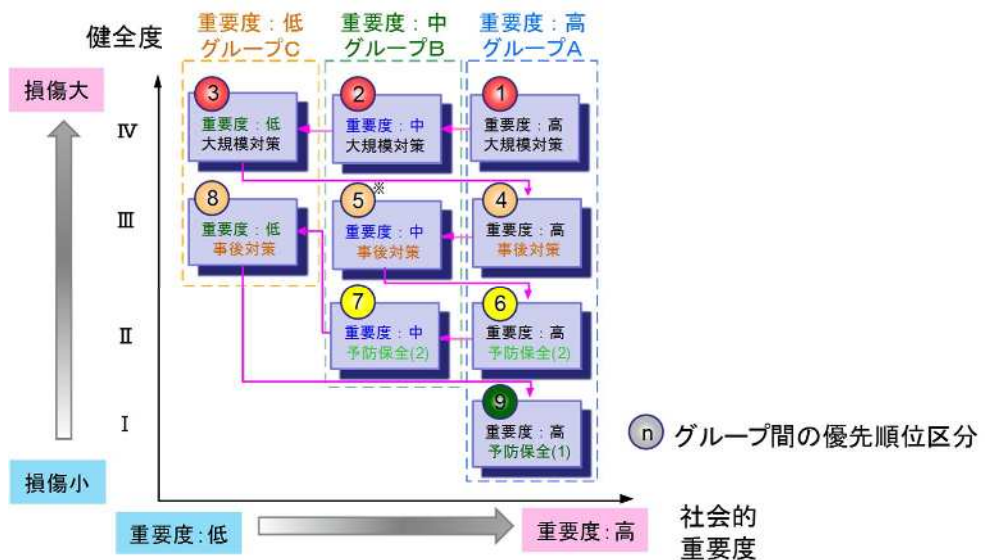 重要度：低
グループC
重要度：中
グループB
重要度：高
グループA
健全度
損傷大
Ⅳ
3
重要度：低
大規模対策
2
重要度：中
大規模対策
1
重要度：高
大規模対策
Ⅲ
8
重要度：低
事後対策
5
※
重要度：中
事後対策
4
重要度：高
事後対策
Ⅱ
7
重要度：中
予防保全(2)
6
重要度：高
予防保全(2)
Ⅰ
9
重要度：高
予防保全(1)
n グループ間の優先順位区分
損傷小
重要度：低
重要度：高
社会的
重要度